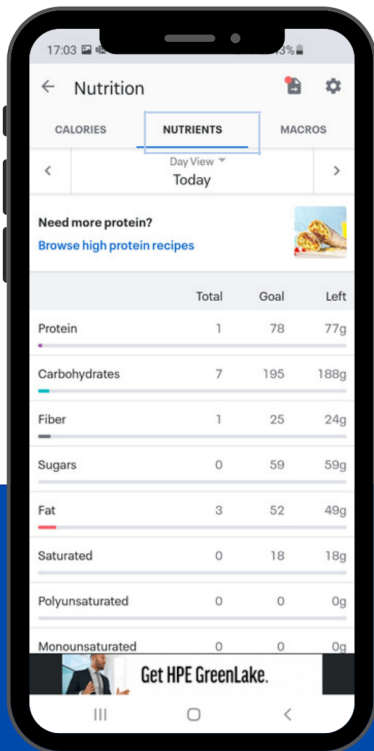 17:03
3%
Nutrition
CALORIES NUTRIENTS MACROS
Day View
Today
Need more protein?
Browse high protein recipes
Total Goal Left
Protein 1 78 77g
Carbohydrates 7 195 188g
Fiber 1 25 24g
Sugars 0 59 59g
Fat 3 52 49g
Saturated 0 18 18g
Polyunsaturated 0 0 0g
Monounsaturated 0 0 0g
Get HPE GreenLake.